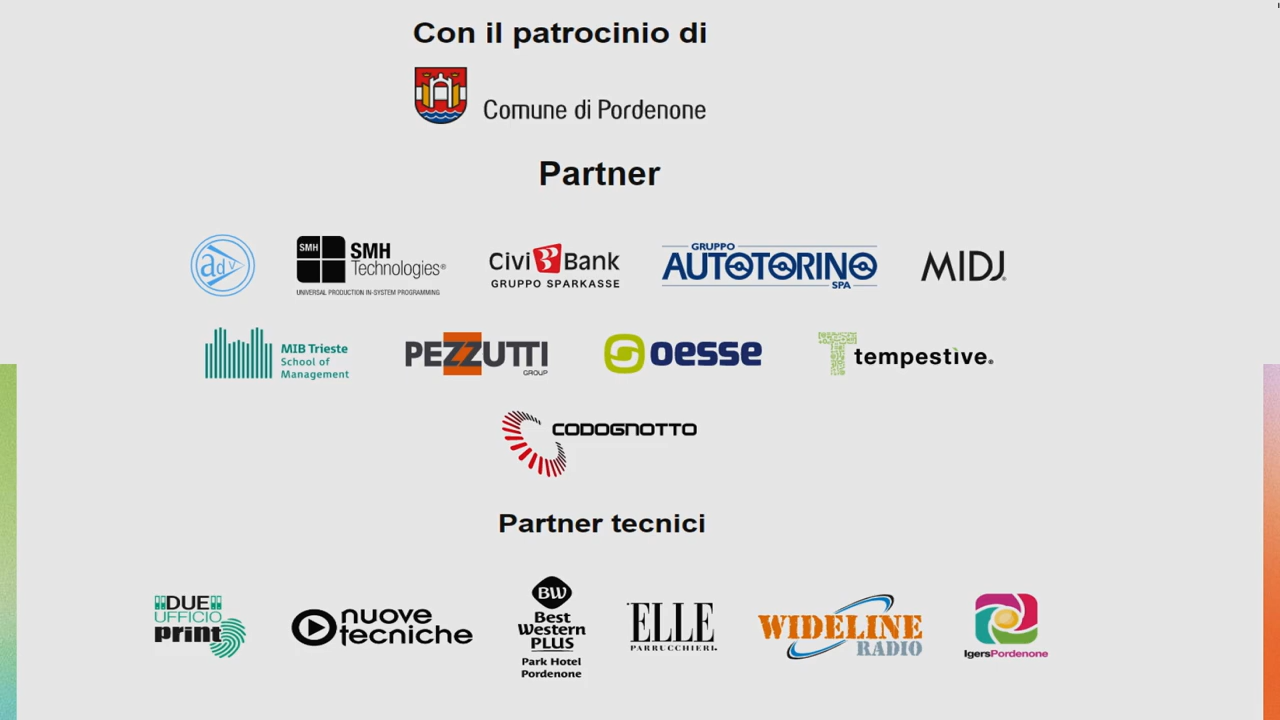 Con il patrocinio di
Comune di Pordenone
Partner
adv
SMH
SMH
Technologies®
UNIVERSAL PRODUCTION IN-SYSTEM PROGRAMMING
Civi Bank
GRUPPO SPARKASSE
GRUPPO
AUTOTORINO
SPA
MIDJ®
MIB Trieste
School of
Management
PEZZUTTI
GROUP
oesse
tempestive®
CODOGNOTTO
Partner tecnici
DUE
UFFICIO
print
nuove
tecniche
BW
Best
Western
PLUS
Park Hotel
Pordenone
ELLE
PARRUCCHIERI.
WIDELINE
RADIO
IgersPordenone